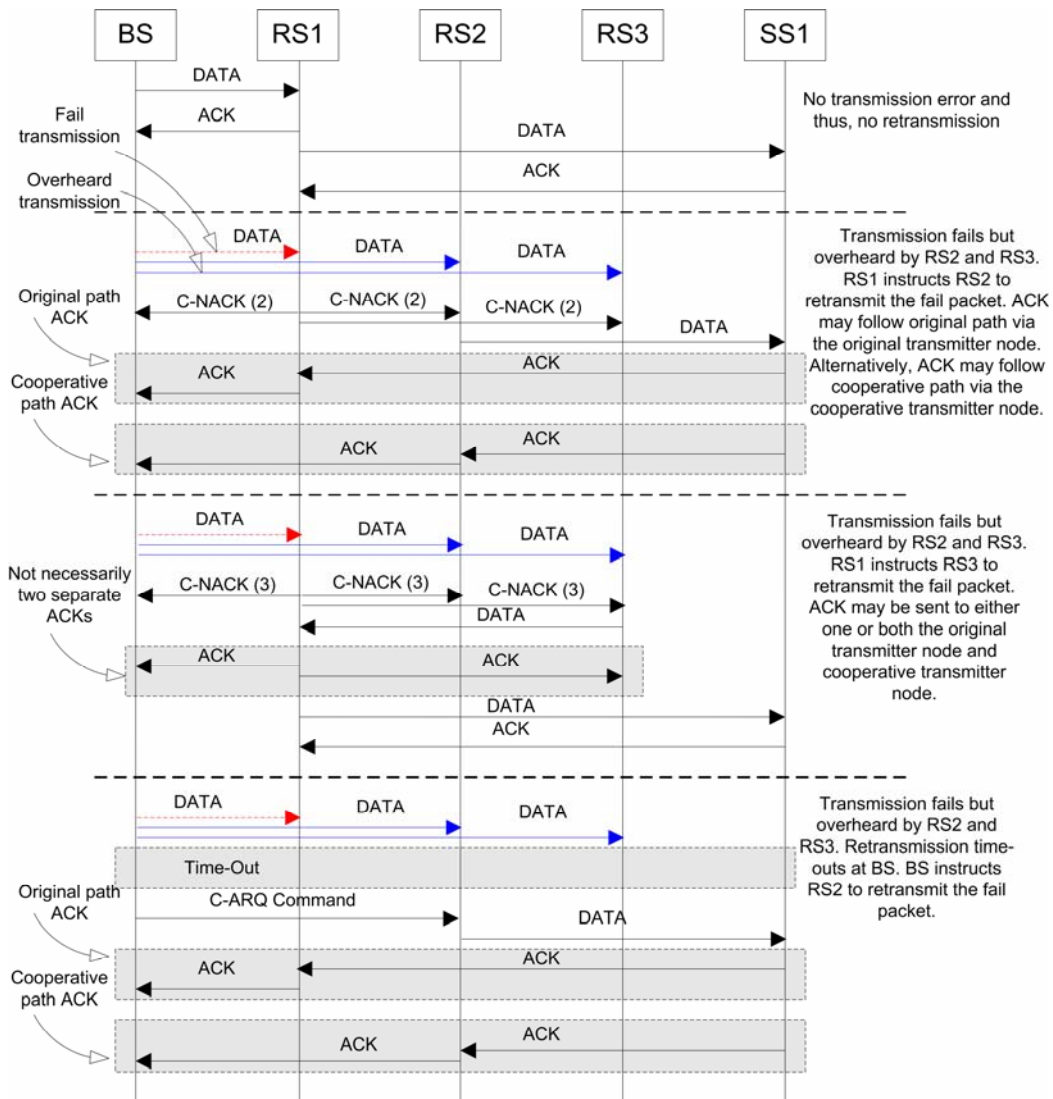 BS
RS1
RS2
RS3
SS1
DATA
ACK
DATA
ACK
Fail
transmission
Overheard
transmission
No transmission error and
thus, no retransmission
DATA
DATA
DATA
C-NACK (2)
C-NACK (2)
C-NACK (2)
DATA
Original path
ACK
ACK
ACK
Cooperative
path ACK
ACK
ACK
Transmission fails but
overheard by RS2 and RS3.
RS1 instructs RS2 to
retransmit the fail packet. ACK
may follow original path via
the original transmitter node.
Alternatively, ACK may follow
cooperative path via the
cooperative transmitter node.
DATA
DATA
DATA
C-NACK (3)
C-NACK (3)
C-NACK (3)
DATA
Not necessarily
two separate
ACKs
ACK
ACK
DATA
ACK
Transmission fails but
overheard by RS2 and RS3.
RS1 instructs RS3 to
retransmit the fail packet.
ACK may be sent to either
one or both the original
transmitter node and
cooperative transmitter
node.
DATA
DATA
DATA
Time-Out
C-ARQ Command
DATA
Original path
ACK
ACK
ACK
Cooperative
path ACK
ACK
ACK
Transmission fails but
overheard by RS2 and
RS3. Retransmission time-
outs at BS. BS instructs
RS2 to retransmit the fail
packet.